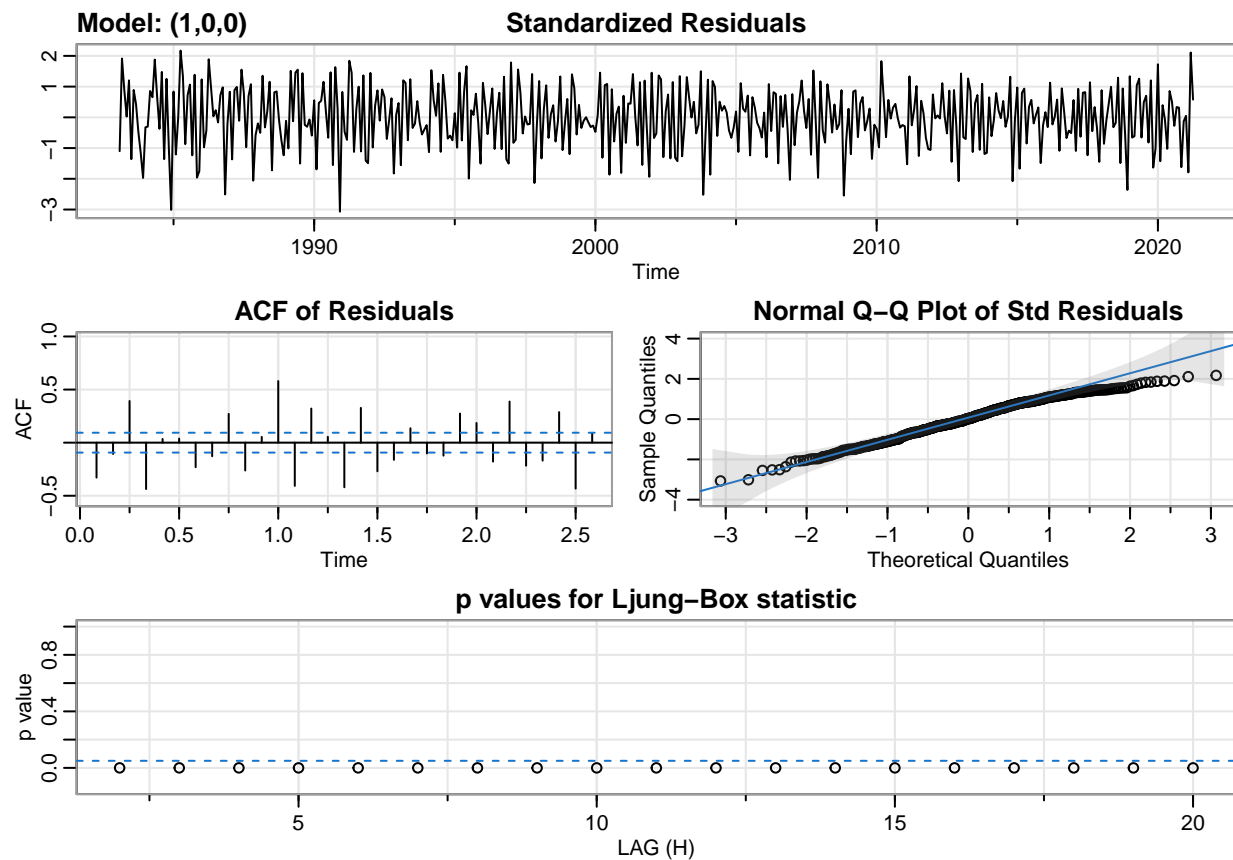 Model: (1,0,0) Standardized Residuals
2
1
−1
−3
1990 2000 2010 2020
Time
ACF of Residuals
1.0
0.5
−0.5
ACF
0.0 0.5 1.0 1.5 2.0 2.5
Time
Normal Q−Q Plot of Std Residuals
4
2
0
−4
Sample Quantiles
−3 −2 −1 0 1 2 3
Theoretical Quantiles
p values for Ljung−Box statistic
0.8
0.4
0.0
p value
5 10 15 20
LAG (H)